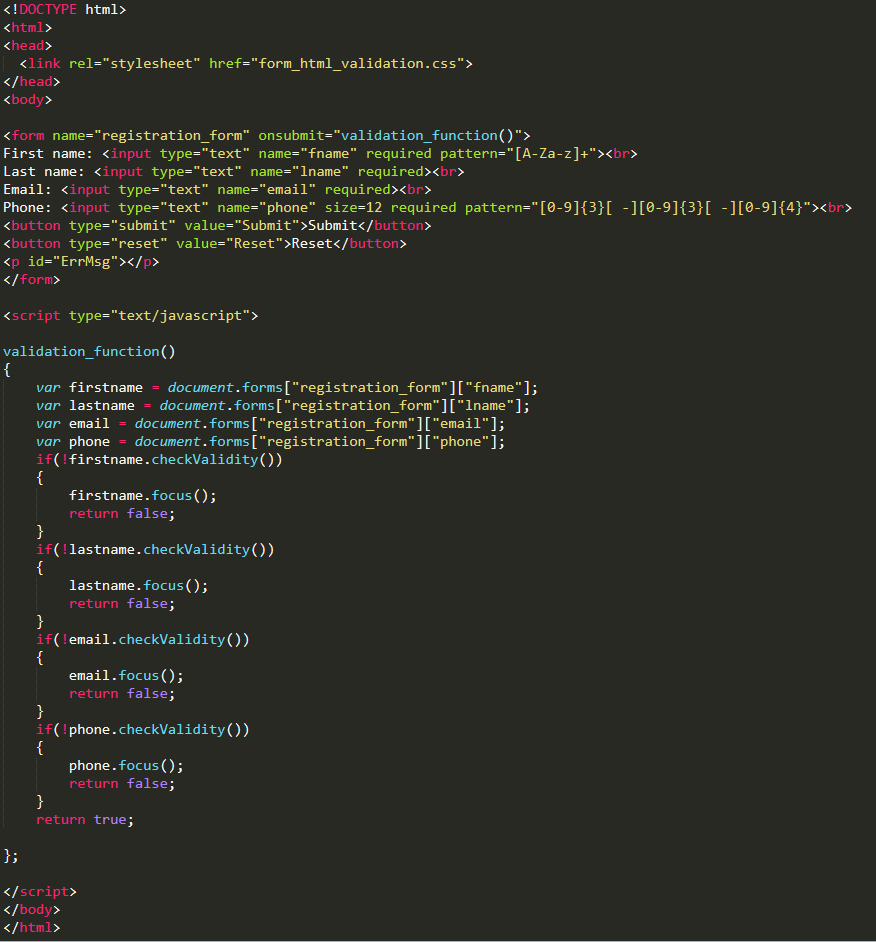 <!DOCTYPE html>
<html>
<head>
  <link rel="stylesheet" href="form_html_validation.css">
</head>
<body>

<form name="registration_form" onsubmit="validation_function()">
First name: <input type="text" name="fname" required pattern="[A-Za-z]+"><br>
Last name: <input type="text" name="lname" required><br>
Email: <input type="text" name="email" required><br>
Phone: <input type="text" name="phone" size=12 required pattern="[0-9]{3}[ -][0-9]{3}[ -][0-9]{4}"><br>
<button type="submit" value="Submit">Submit</button>
<button type="reset" value="Reset">Reset</button>
<p id="ErrMsg"></p>
</form>

<script type="text/javascript">

validation_function()
{
    var firstname = document.forms["registration_form"]["fname"];
    var lastname = document.forms["registration_form"]["lname"];
    var email = document.forms["registration_form"]["email"];
    var phone = document.forms["registration_form"]["phone"];
    if(!firstname.checkValidity())
    {
        firstname.focus();
        return false;
    }
    if(!lastname.checkValidity())
    {
        lastname.focus();
        return false;
    }
    if(!email.checkValidity())
    {
        email.focus();
        return false;
    }
    if(!phone.checkValidity())
    {
        phone.focus();
        return false;
    }
    return true;

};

</script>
</body>
</html>